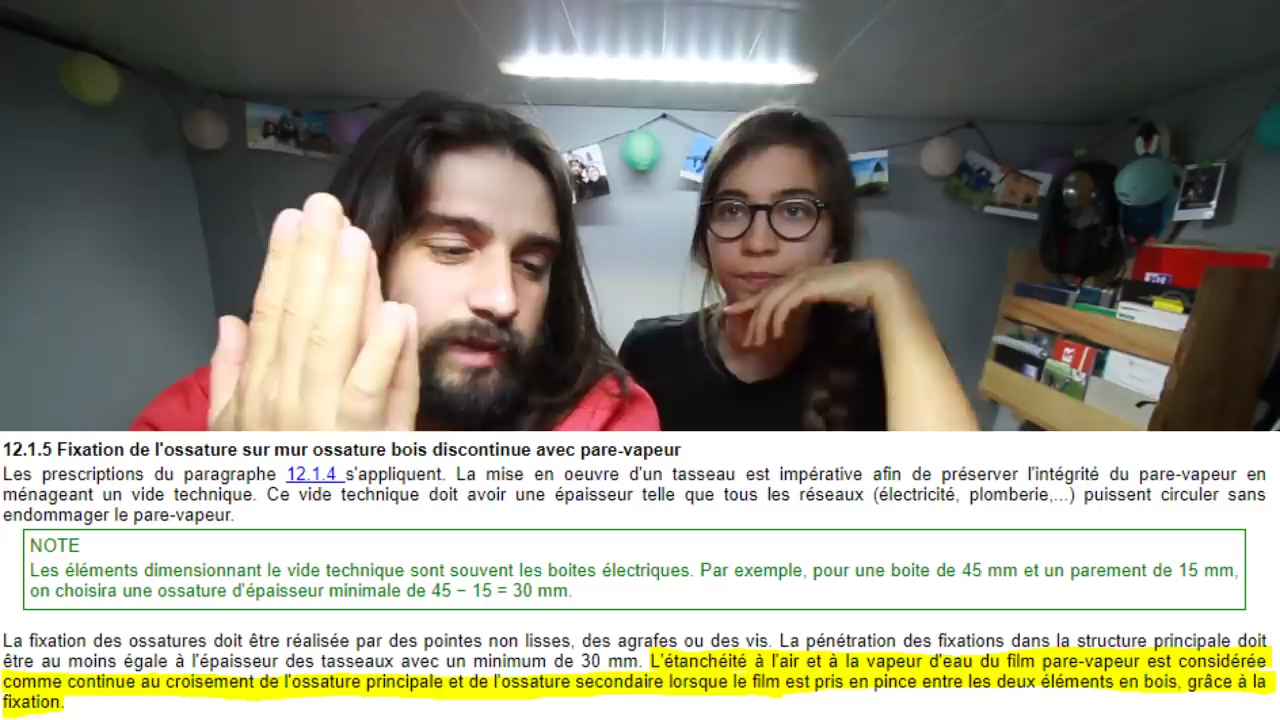 12.1.5 Fixation de l'ossature sur mur ossature bois discontinue avec pare-vapeur
Les prescriptions du paragraphe 12.1.4 s'appliquent. La mise en oeuvre d'un tasseau est impérative afin de préserver l'intégrité du pare-vapeur en
ménageant un vide technique. Ce vide technique doit avoir une épaisseur telle que tous les réseaux (électricité, plomberie,...) puissent circuler sans
endommager le pare-vapeur.
NOTE
Les éléments dimensionnant le vide technique sont souvent les boites électriques. Par exemple, pour une boite de 45 mm et un parement de 15 mm,
on choisira une ossature d'épaisseur minimale de 45 − 15 = 30 mm.
La fixation des ossatures doit être réalisée par des pointes non lisses, des agrafes ou des vis. La pénétration des fixations dans la structure principale doit
être au moins égale à l'épaisseur des tasseaux avec un minimum de 30 mm. L'étanchéité à l'air et à la vapeur d'eau du film pare-vapeur est considérée
comme continue au croisement de l'ossature principale et de l'ossature secondaire lorsque le film est pris en pince entre les deux éléments en bois, grâce à la
fixation.